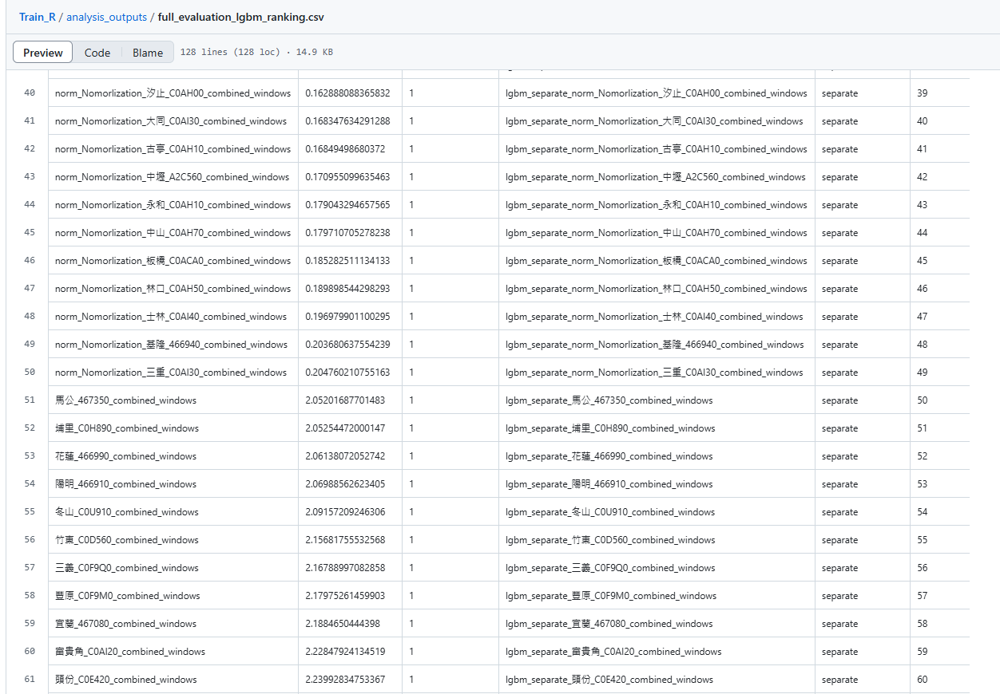 Train_R / analysis_outputs / full_evaluation_lgbm_ranking.csv
Preview Code Blame 128 lines (128 loc) · 14.9 KB
40 norm_Nomorlization_汐止_C0AH00_combined_windows 0.162888088365832 1 lgbm_separate_norm_Nomorlization_汐止_C0AH00_combined_windows separate 39
41 norm_Nomorlization_大同_C0AI30_combined_windows 0.168347634291288 1 lgbm_separate_norm_Nomorlization_大同_C0AI30_combined_windows separate 40
42 norm_Nomorlization_古亭_C0AH10_combined_windows 0.16849498680372 1 lgbm_separate_norm_Nomorlization_古亭_C0AH10_combined_windows separate 41
43 norm_Nomorlization_中壢_A2C560_combined_windows 0.170955099635463 1 lgbm_separate_norm_Nomorlization_中壢_A2C560_combined_windows separate 42
44 norm_Nomorlization_永和_C0AH10_combined_windows 0.179043294657565 1 lgbm_separate_norm_Nomorlization_永和_C0AH10_combined_windows separate 43
45 norm_Nomorlization_中山_C0AH70_combined_windows 0.179710705278238 1 lgbm_separate_norm_Nomorlization_中山_C0AH70_combined_windows separate 44
46 norm_Nomorlization_板橋_C0ACA0_combined_windows 0.185282511134133 1 lgbm_separate_norm_Nomorlization_板橋_C0ACA0_combined_windows separate 45
47 norm_Nomorlization_林口_C0AH50_combined_windows 0.189898544298293 1 lgbm_separate_norm_Nomorlization_林口_C0AH50_combined_windows separate 46
48 norm_Nomorlization_士林_C0AI40_combined_windows 0.196979901100295 1 lgbm_separate_norm_Nomorlization_士林_C0AI40_combined_windows separate 47
49 norm_Nomorlization_基隆_466940_combined_windows 0.203680637554239 1 lgbm_separate_norm_Nomorlization_基隆_466940_combined_windows separate 48
50 norm_Nomorlization_三重_C0AI30_combined_windows 0.204760210755163 1 lgbm_separate_norm_Nomorlization_三重_C0AI30_combined_windows separate 49
51 馬公_467350_combined_windows 2.05201687701483 1 lgbm_separate_馬公_467350_combined_windows separate 50
52 埔里_C0H890_combined_windows 2.05254472000147 1 lgbm_separate_埔里_C0H890_combined_windows separate 51
53 花蓮_466990_combined_windows 2.06138072052742 1 lgbm_separate_花蓮_466990_combined_windows separate 52
54 陽明_466910_combined_windows 2.06988562623405 1 lgbm_separate_陽明_466910_combined_windows separate 53
55 冬山_C0U910_combined_windows 2.09157209246306 1 lgbm_separate_冬山_C0U910_combined_windows separate 54
56 竹東_C0D560_combined_windows 2.15681755532568 1 lgbm_separate_竹東_C0D560_combined_windows separate 55
57 三義_C0F9Q0_combined_windows 2.16788997082858 1 lgbm_separate_三義_C0F9Q0_combined_windows separate 56
58 豐原_C0F9M0_combined_windows 2.17975261459903 1 lgbm_separate_豐原_C0F9M0_combined_windows separate 57
59 宜蘭_467080_combined_windows 2.1884650444398 1 lgbm_separate_宜蘭_467080_combined_windows separate 58
60 富貴角_C0AI20_combined_windows 2.22847924134519 1 lgbm_separate_富貴角_C0AI20_combined_windows separate 59
61 頭份_C0E420_combined_windows 2.23992834753367 1 lgbm_separate_頭份_C0E420_combined_windows separate 60